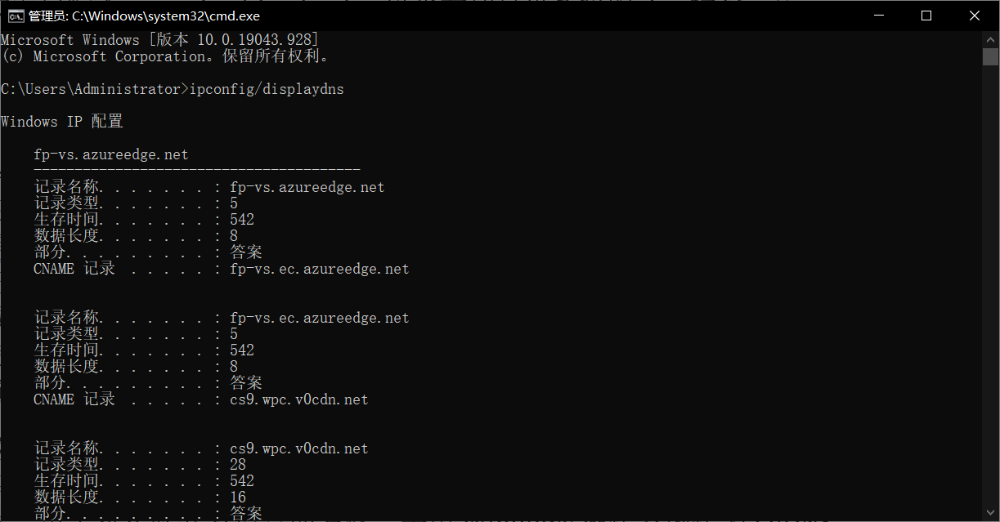 管理员: C:\Windows\system32\cmd.exe
Microsoft Windows [版本 10.0.19043.928]
(c) Microsoft Corporation。保留所有权利。
C:\Users\Administrator>ipconfig/displaydns
Windows IP 配置
fp-vs.azureedge.net
----------------------------------------
记录名称. . . . . . . : fp-vs.azureedge.net
记录类型. . . . . . . : 5
生存时间. . . . . . . : 542
数据长度. . . . . . . : 8
部分. . . . . . . . . : 答案
CNAME 记录 . . . . . : fp-vs.ec.azureedge.net
记录名称. . . . . . . : fp-vs.ec.azureedge.net
记录类型. . . . . . . : 5
生存时间. . . . . . . : 542
数据长度. . . . . . . : 8
部分. . . . . . . . . : 答案
CNAME 记录 . . . . . : cs9.wpc.v0cdn.net
记录名称. . . . . . . : cs9.wpc.v0cdn.net
记录类型. . . . . . . : 28
生存时间. . . . . . . : 542
数据长度. . . . . . . : 16
部分. . . . . . . . . : 答案